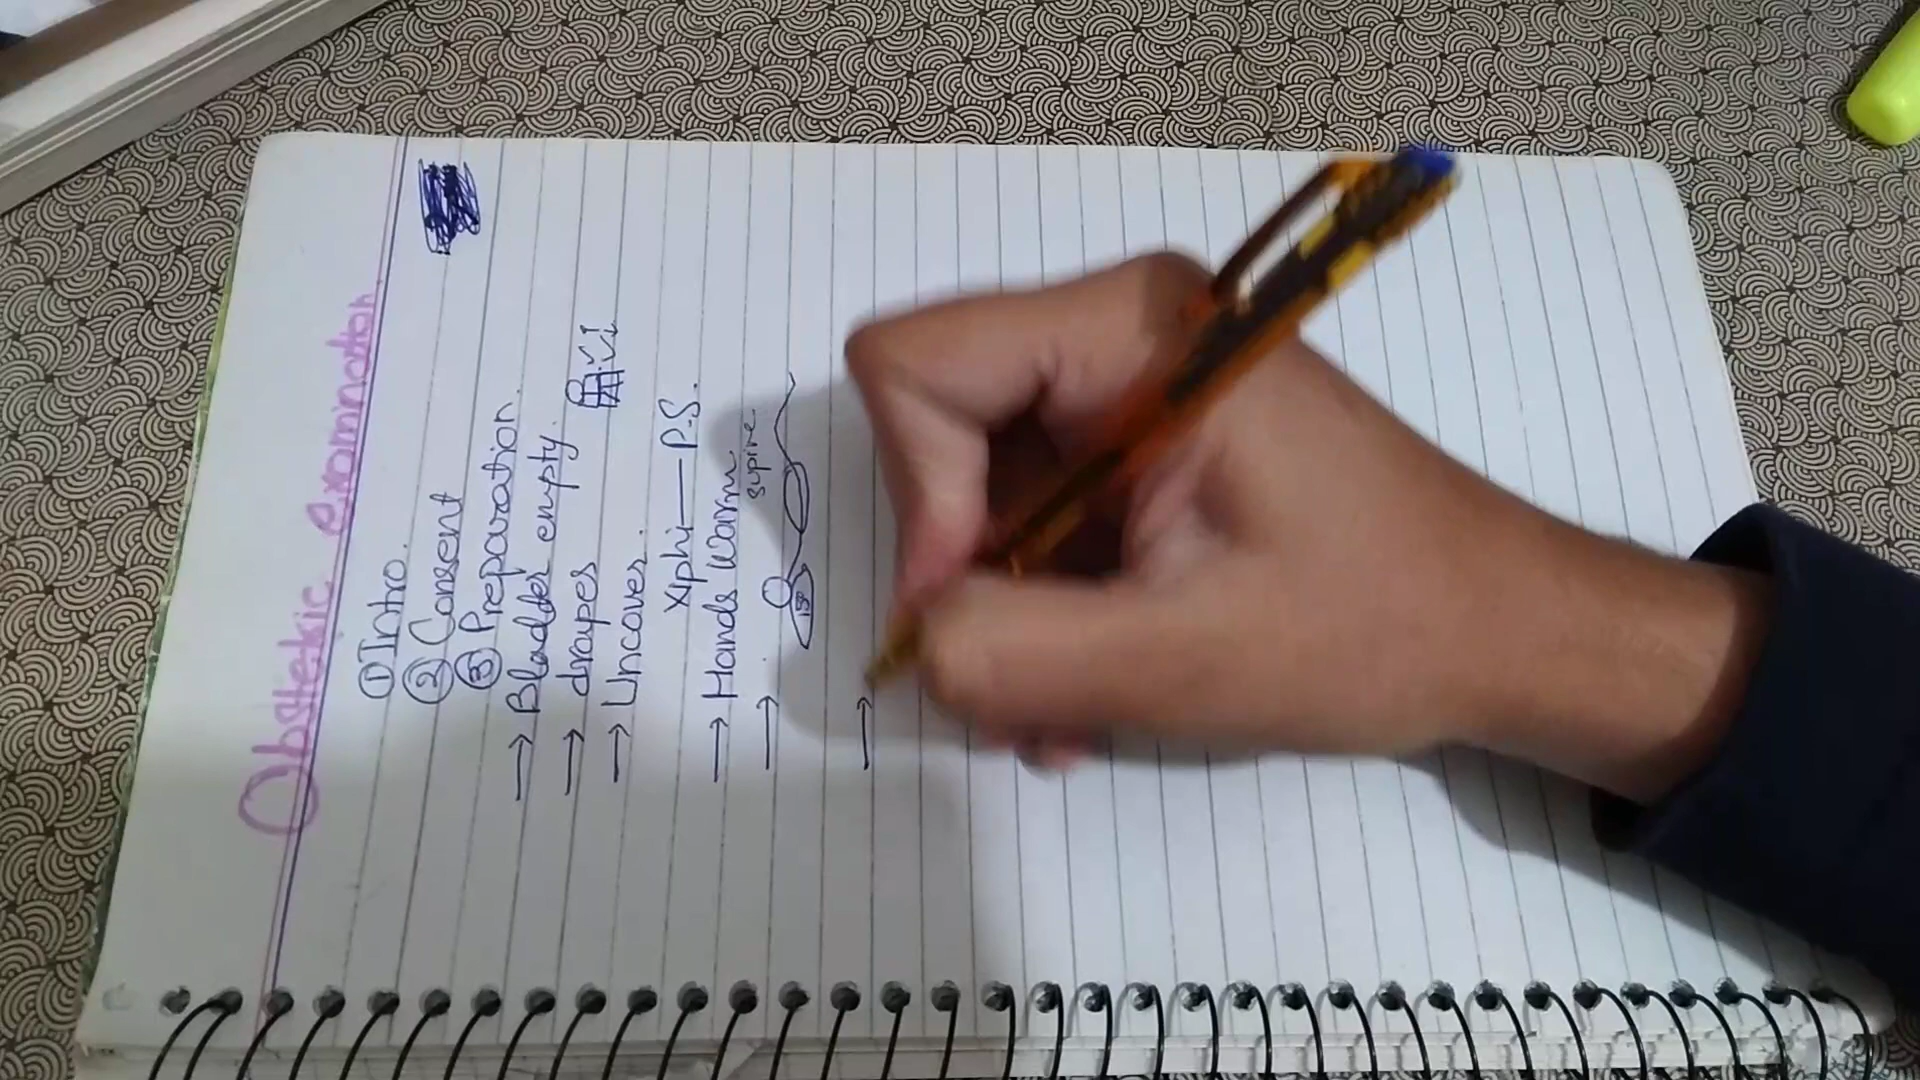 Obstetric examination.
① Intro.
② Consent
③ Preparation.
→ Bladder empty.
→ drapes
→ Uncover.
Xiphi — P.S.
→ Hands Warm
→ .
supine
15°
→